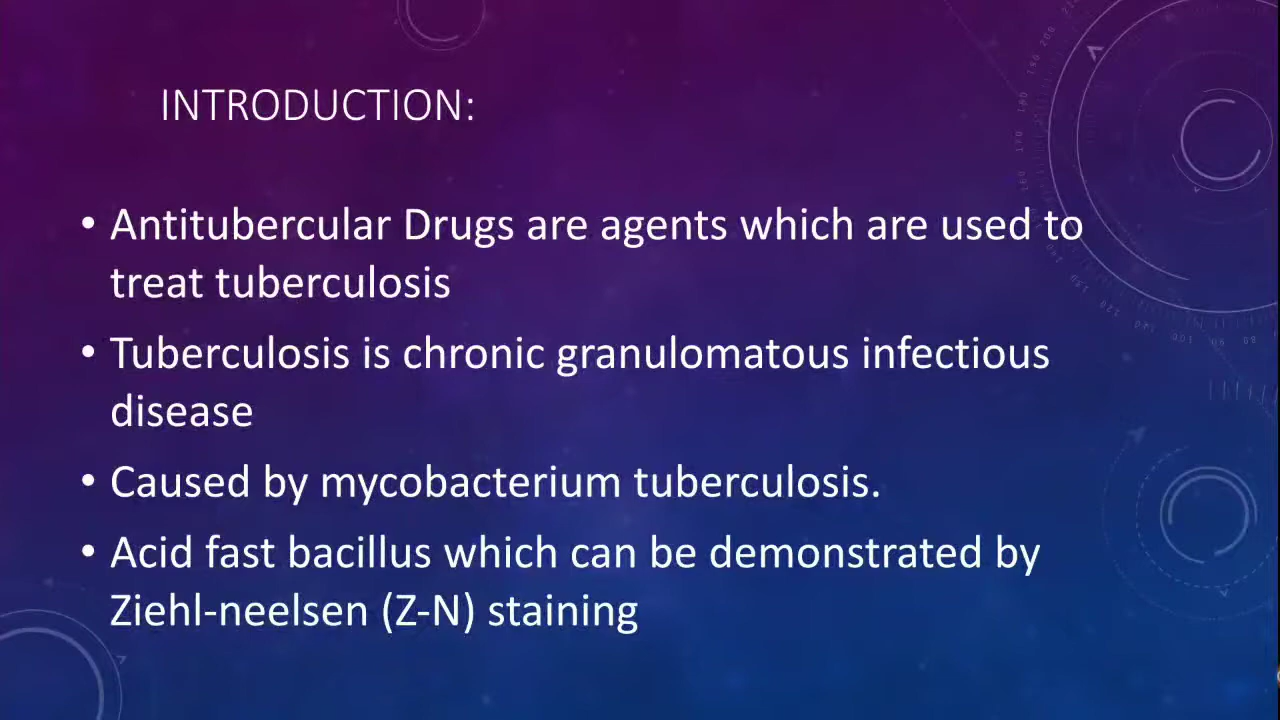 INTRODUCTION:
• Antitubercular Drugs are agents which are used to
treat tuberculosis
• Tuberculosis is chronic granulomatous infectious
disease
• Caused by mycobacterium tuberculosis.
• Acid fast bacillus which can be demonstrated by
Ziehl-neelsen (Z-N) staining